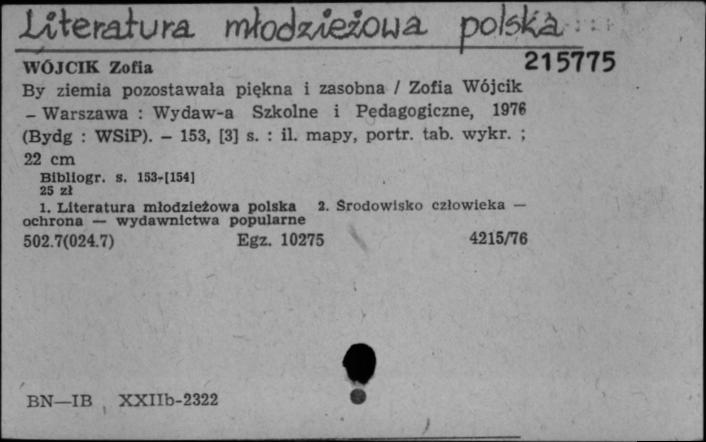 Literatura młodzieżowa polska
215775
WÓJCIK Zofia
By ziemia pozostawała piękna i zasobna / Zofia Wójcik
– Warszawa : Wydaw-a Szkolne i Pedagogiczne, 1976
(Bydg : WSiP). – 153, [3] s. : il. mapy, portr. tab. wykr. ;
22 cm
Bibliogr. s. 153-[154]
25 zł
1. Literatura młodzieżowa polska 2. Środowisko człowieka —
ochrona — wydawnictwa popularne
502.7(024.7) Egz. 10275 4215/76
BN—IB XXIIb-2322